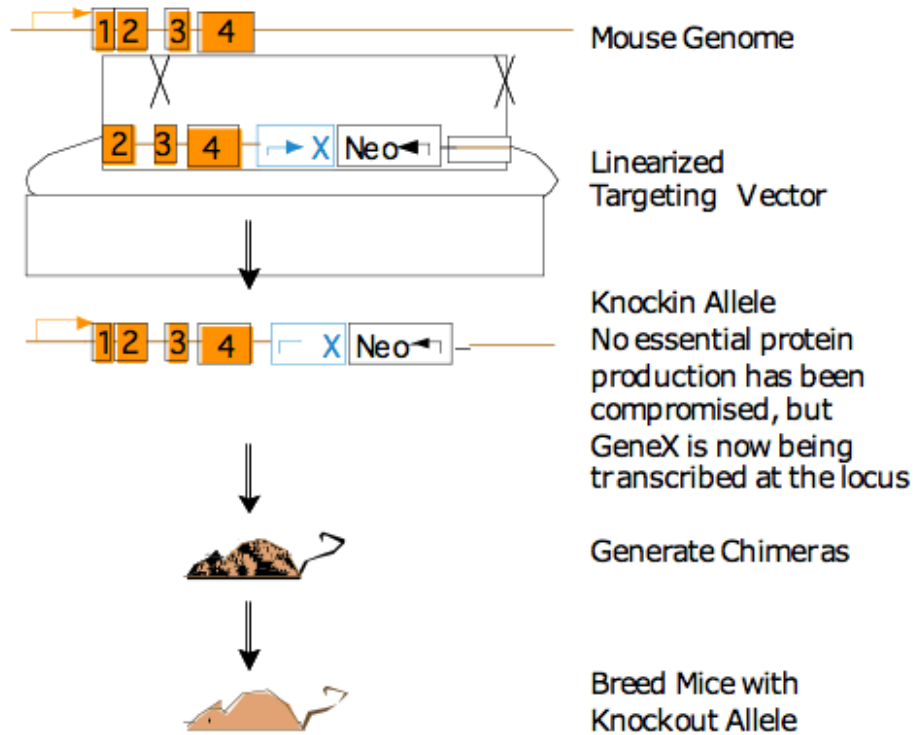 1 2 3 4
Mouse Genome
2 3 4 X Neo
Linearized
Targeting Vector
1 2 3 4 X Neo
Knockin Allele
No essential protein
production has been
compromised, but
GeneX is now being
transcribed at the locus
Generate Chimeras
Breed Mice with
Knockout Allele